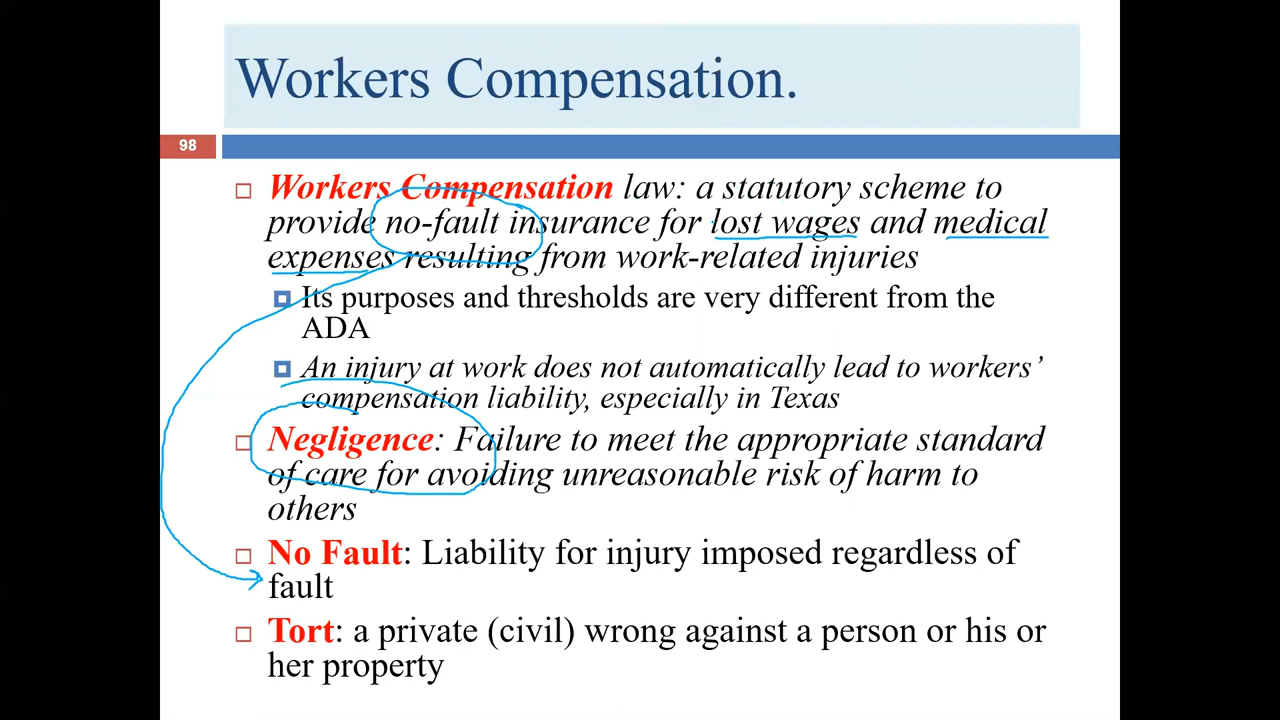 Workers Compensation.
98
Workers Compensation law: a statutory scheme to
provide no-fault insurance for lost wages and medical
expenses resulting from work-related injuries
Its purposes and thresholds are very different from the
ADA
An injury at work does not automatically lead to workers’
compensation liability, especially in Texas
Negligence: Failure to meet the appropriate standard
of care for avoiding unreasonable risk of harm to
others
No Fault: Liability for injury imposed regardless of
fault
Tort: a private (civil) wrong against a person or his or
her property